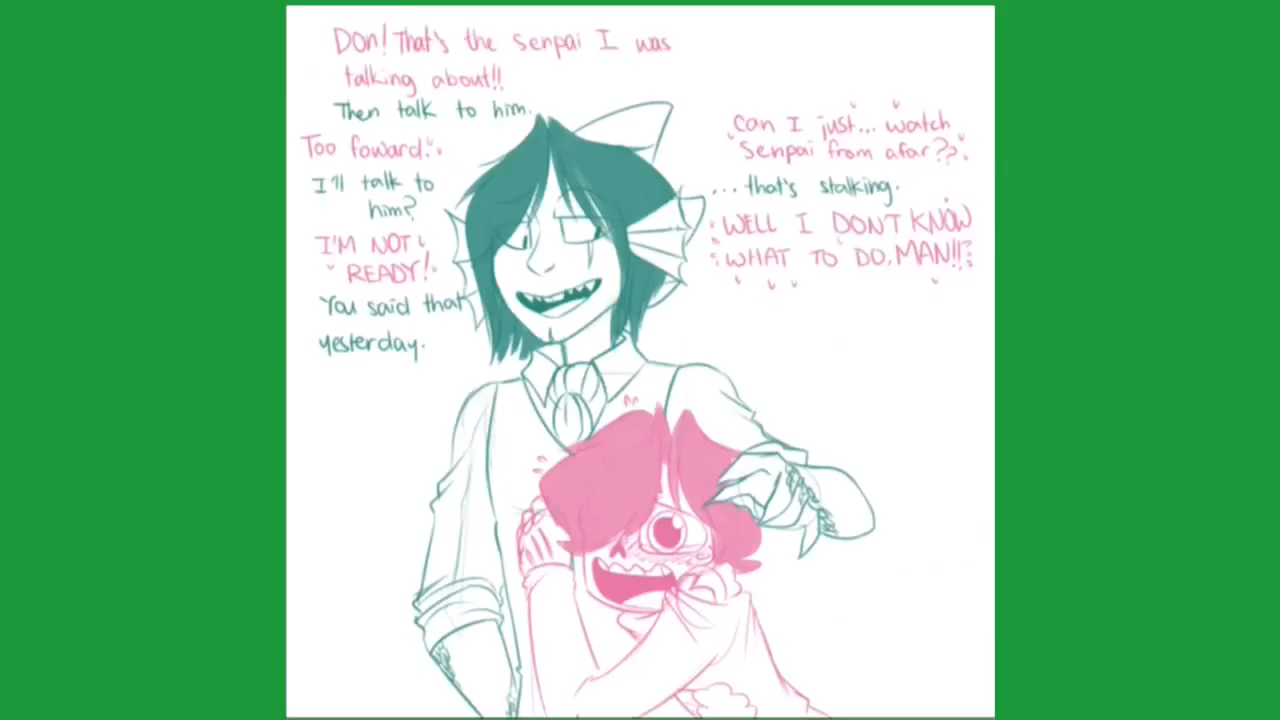 Don! That's the senpai I was
talking about!!
Then talk to him.
Too foward!
I'll talk to
him?
I'M NOT
READY!
You said that
yesterday.
Can I just... watch
Senpai from afar??
...that's stalking.
WELL I DON'T KNOW
WHAT TO DO, MAN!!